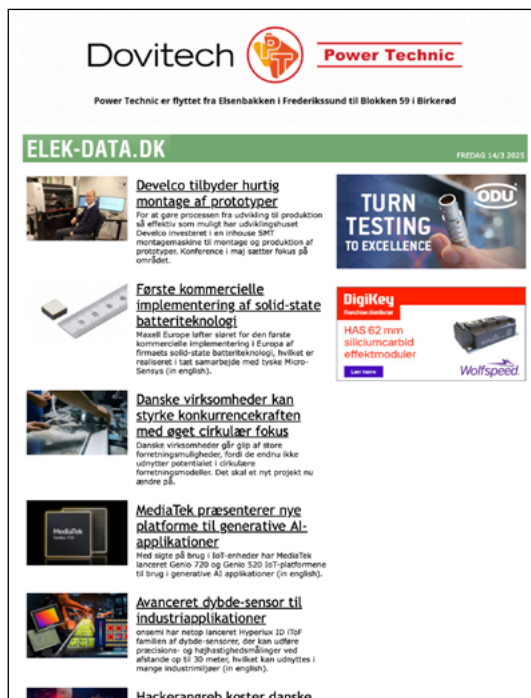 Dovitech PT Power Technic
Power Technic er flyttet fra Elsenbakken i Frederikssund til Blokken 59 i Birkerød
ELEK-DATA.DK
FREDAG 14/3 2025
Develco tilbyder hurtig
montage af prototyper
For at gøre processen fra udvikling til produktion
så effektiv som muligt har udviklingshuset
Develco investeret i en inhouse SMT
montagemaskine til montage og produktion af
prototyper. Konference i maj sætter fokus på
området.
Første kommercielle
implementering af solid-state
batteriteknologi
Maxell Europe løfter sløret for den første
kommercielle implementering i Europa af
firmaets solid-state batteriteknologi, hvilket er
realiseret i tæt samarbejde med tyske Micro-
Sensys (in english).
Danske virksomheder kan
styrke konkurrencekraften
med øget cirkulær fokus
Danske virksomheder går glip af store
forretningsmuligheder, fordi de endnu ikke
udnytter potentialet i cirkulære
forretningsmodeller. Det skal et nyt projekt nu
ændre på.
MediaTek
MediaTek præsenterer nye
platforme til generative AI-
applikationer
Med sigte på brug i IoT-enheder har MediaTek
lanceret Genio 720 og Genio 520 IoT-platformene
til brug i generative AI applikationer (in english).
Avanceret dybde-sensor til
industriapplikationer
onsemi har netop lanceret Hyperlux ID iToF
familien af dybde-sensorer, der kan udføre
præcisions- og højhastighedsmålinger ved
afstande op til 30 meter, hvilket kan udnyttes i
mange industrimiljøer (in english).
Hackerangreb koster danske
TURN
TESTING
TO EXCELLENCE
ODU
DigiKey
Franchise distributør
HAS 62 mm
siliciumcarbid
effektmoduler
Lær mere
Wolfspeed.